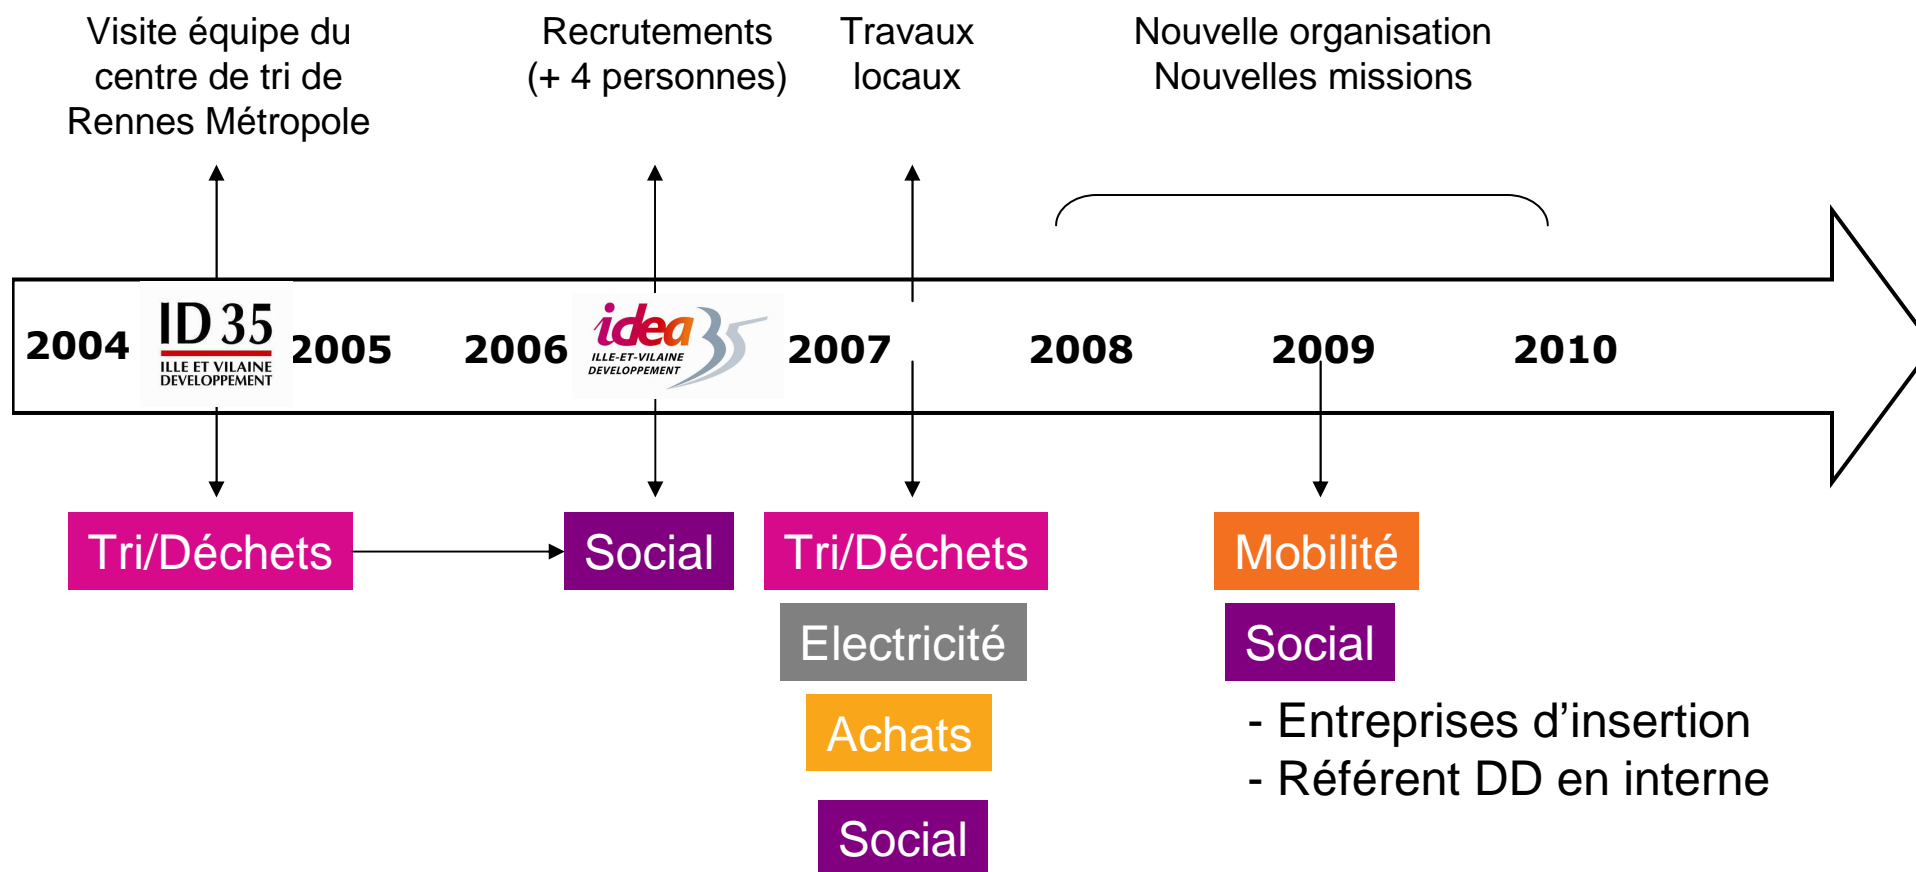 Visite équipe du
centre de tri de
Rennes Métropole
Recrutements
(+ 4 personnes)
Travaux
locaux
Nouvelle organisation
Nouvelles missions
2004
ID 35
ILLE ET VILAINE
DEVELOPPEMENT
2005
2006
idea35
ILLE-ET-VILAINE
DEVELOPPEMENT
2007
2008
2009
2010
Tri/Déchets
Social
Tri/Déchets
Electricité
Achats
Social
Mobilité
Social
- Entreprises d’insertion
- Référent DD en interne